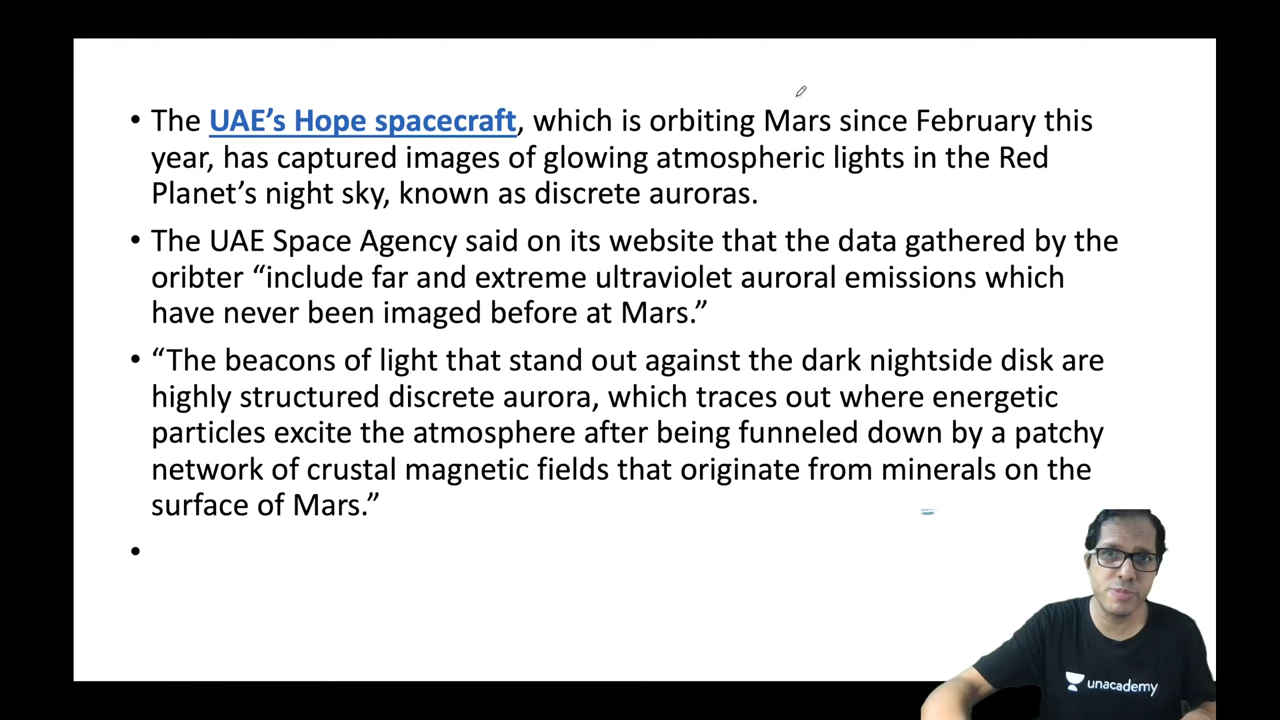 • The UAE’s Hope spacecraft, which is orbiting Mars since February this
year, has captured images of glowing atmospheric lights in the Red
Planet’s night sky, known as discrete auroras.
• The UAE Space Agency said on its website that the data gathered by the
oribter “include far and extreme ultraviolet auroral emissions which
have never been imaged before at Mars.”
• “The beacons of light that stand out against the dark nightside disk are
highly structured discrete aurora, which traces out where energetic
particles excite the atmosphere after being funneled down by a patchy
network of crustal magnetic fields that originate from minerals on the
surface of Mars.”
•
unacademy